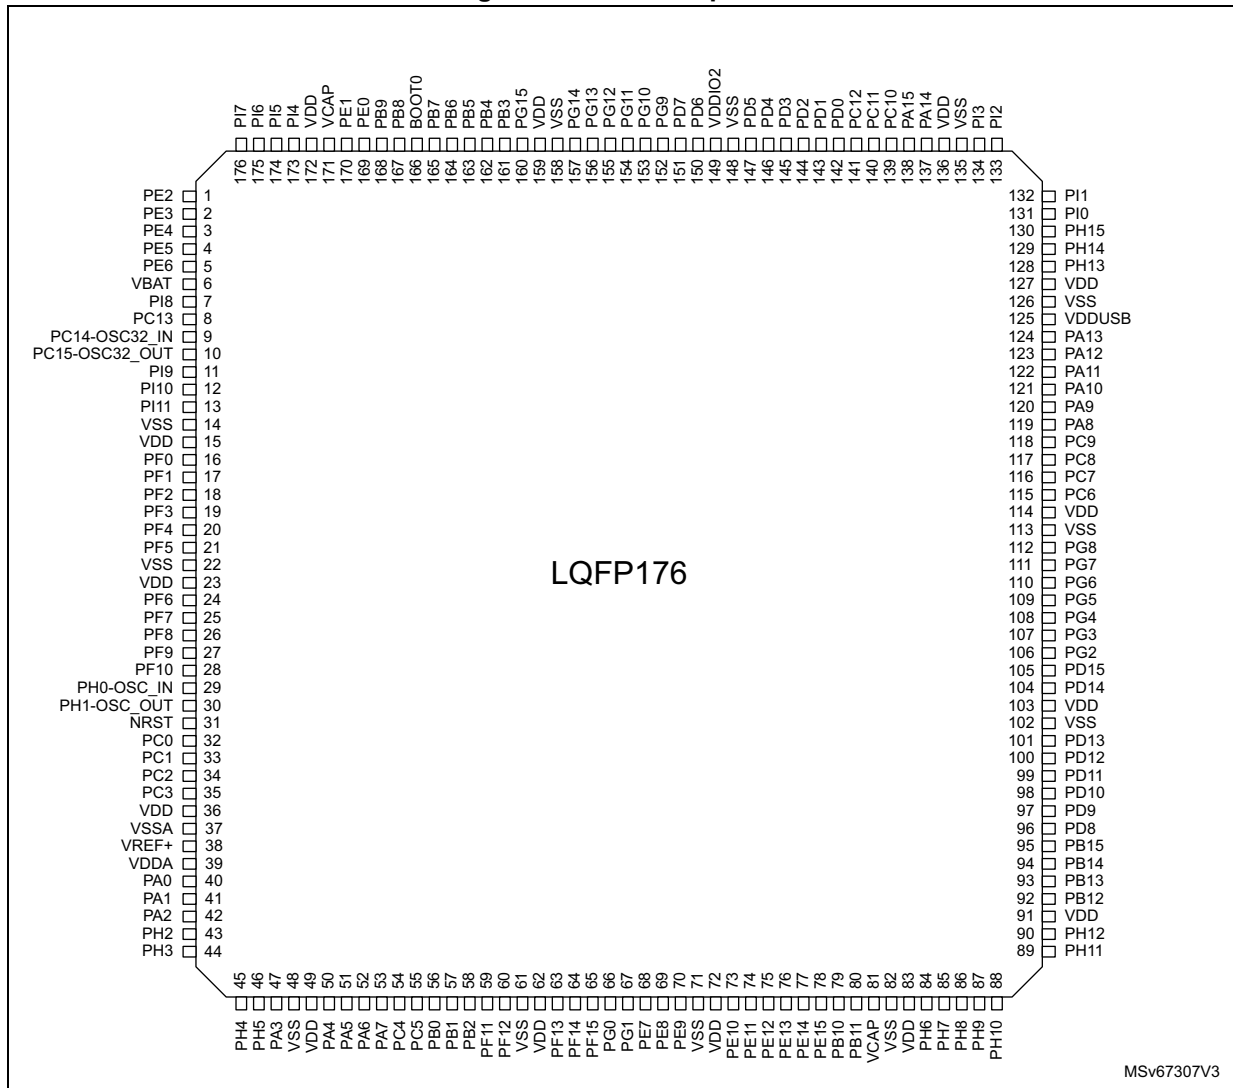 PI7 PI6 PI5 PI4 VDD VCAP PE1 PE0 PB9 PB8 BOOT0 PB7 PB6 PB5 PB4 PB3 PG15 VDD VSS PG14 PG13 PG12 PG11 PG10 PG9 PD7 PD6 VDDIO2 VSS PD5 PD4 PD3 PD2 PD1 PD0 PC12 PC11 PC10 PA15 PA14 VDD VSS PI3 PI2
176 175 174 173 172 171 170 169 168 167 166 165 164 163 162 161 160 159 158 157 156 155 154 153 152 151 150 149 148 147 146 145 144 143 142 141 140 139 138 137 136 135 134 133
PE2 1 132 PI1
PE3 2 131 PI0
PE4 3 130 PH15
PE5 4 129 PH14
PE6 5 128 PH13
VBAT 6 127 VDD
PI8 7 126 VSS
PC13 8 125 VDDUSB
PC14-OSC32_IN 9 124 PA13
PC15-OSC32_OUT 10 123 PA12
PI9 11 122 PA11
PI10 12 121 PA10
PI11 13 120 PA9
VSS 14 119 PA8
VDD 15 118 PC9
PF0 16 117 PC8
PF1 17 116 PC7
PF2 18 115 PC6
PF3 19 114 VDD
PF4 20 113 VSS
PF5 21 112 PG8
VSS 22 111 PG7
LQFP176
VDD 23 110 PG6
PF6 24 109 PG5
PF7 25 108 PG4
PF8 26 107 PG3
PF9 27 106 PG2
PF10 28 105 PD15
PH0-OSC_IN 29 104 PD14
PH1-OSC_OUT 30 103 VDD
NRST 31 102 VSS
PC0 32 101 PD13
PC1 33 100 PD12
PC2 34 99 PD11
PC3 35 98 PD10
VDD 36 97 PD9
VSSA 37 96 PD8
VREF+ 38 95 PB15
VDDA 39 94 PB14
PA0 40 93 PB13
PA1 41 92 PB12
PA2 42 91 VDD
PH2 43 90 PH12
PH3 44 89 PH11
45 46 47 48 49 50 51 52 53 54 55 56 57 58 59 60 61 62 63 64 65 66 67 68 69 70 71 72 73 74 75 76 77 78 79 80 81 82 83 84 85 86 87 88
PH4 PH5 PA3 VSS VDD PA4 PA5 PA6 PA7 PC4 PC5 PB0 PB1 PB2 PF11 PF12 VSS VDD PF13 PF14 PF15 PG0 PG1 PE7 PE8 PE9 VSS VDD PE10 PE11 PE12 PE13 PE14 PE15 PB10 PB11 VCAP VSS VDD PH6 PH7 PH8 PH9 PH10
MSv67307V3